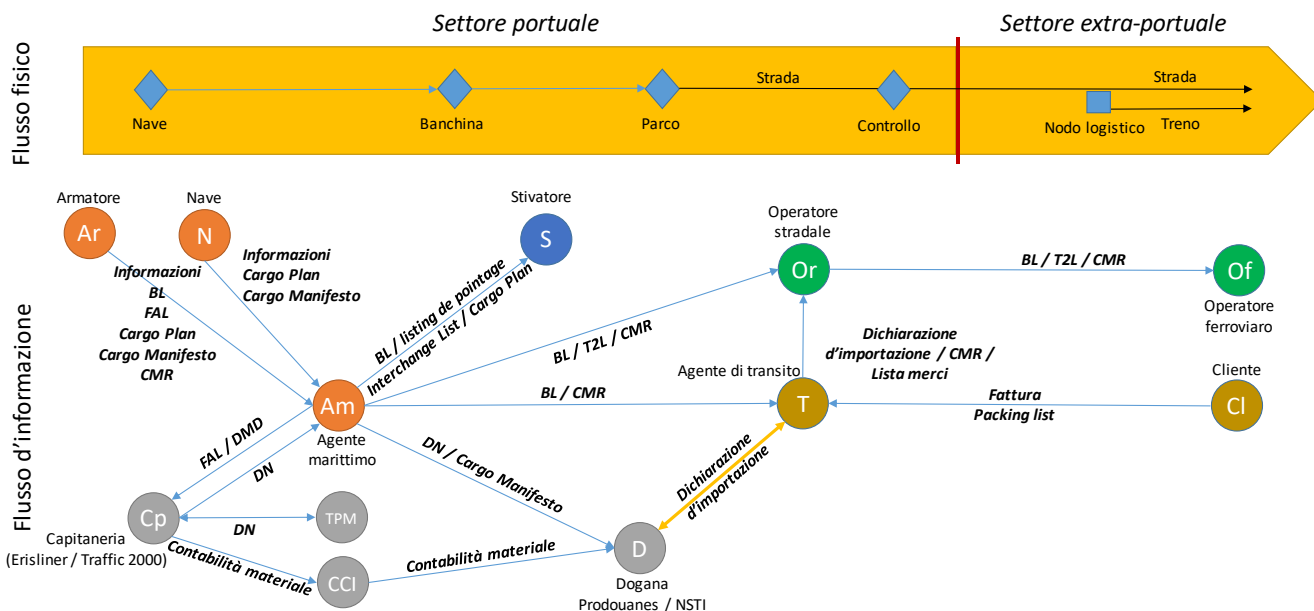 Settore portuale
Settore extra-portuale
Flusso fisico
Strada
Strada
Nave
Banchina
Parco
Controllo
Nodo logistico
Treno
Flusso d'informazione
Armatore
Nave
Stivatore
Operatore
stradale
Ar
N
S
Or
Of
Informazioni
Cargo Plan
Cargo Manifesto
Informazioni
BL
FAL
Cargo Plan
Cargo Manifesto
CMR
BL / listing de pointage
Interchange List / Cargo Plan
BL / T2L / CMR
BL / T2L / CMR
Operatore
ferroviaro
Dichiarazione
d'importazione / CMR /
Lista merci
Agente di transito
Cliente
Am
BL / CMR
T
Fattura
Packing list
Cl
Agente
marittimo
FAL / DMD
DN
DN / Cargo Manifesto
Dichiarazione
d'importazione
Cp
DN
TPM
Capitaneria
(Erisliner / Traffic 2000)
Contabilità materiale
CCI
Contabilità materiale
D
Dogana
Prodouanes / NSTI